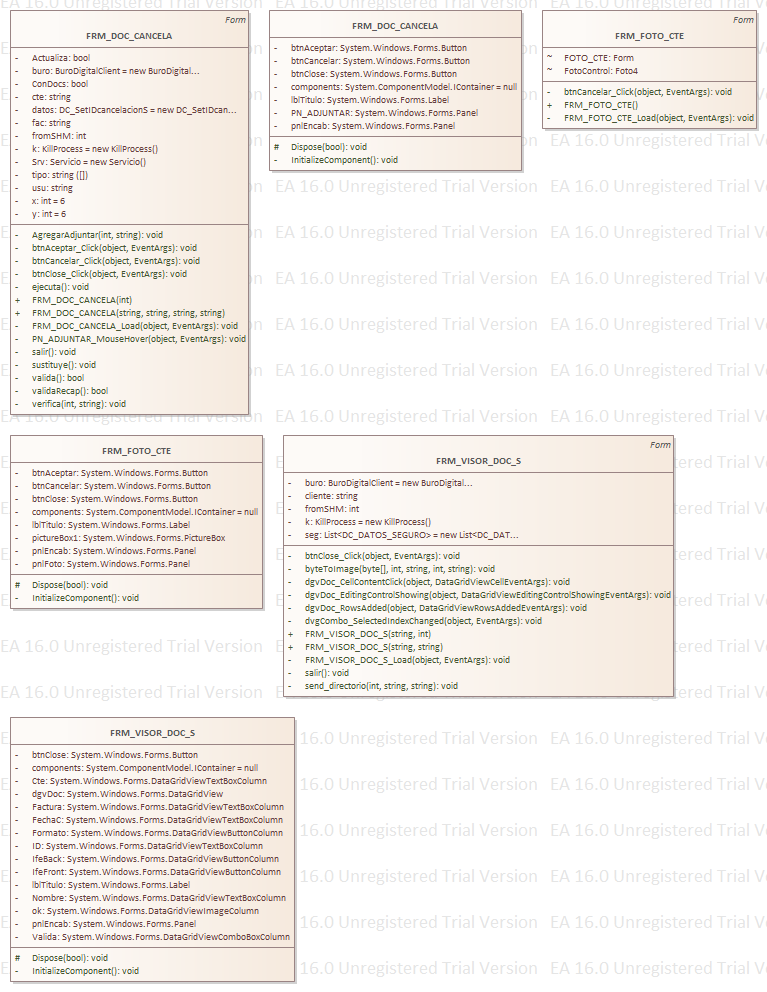 Form
FRM_DOC_CANCELA
- Actualiza: bool
- buro: BuroDigitalClient = new BuroDigital...
- ConDocs: bool
- cte: string
- datos: DC_SetIDcancelacionS = new DC_SetIDcan...
- fac: string
- fromSHM: int
- k: KillProcess = new KillProcess()
- Srv: Servicio = new Servicio()
- tipo: string ([])
- usu: string
- x: int = 6
- y: int = 6
- AgregarAdjuntar(int, string): void
- btnAceptar_Click(object, EventArgs): void
- btnCancelar_Click(object, EventArgs): void
- btnClose_Click(object, EventArgs): void
- ejecuta(): void
+ FRM_DOC_CANCELA(int)
+ FRM_DOC_CANCELA(string, string, string, string)
- FRM_DOC_CANCELA_Load(object, EventArgs): void
- PN_ADJUNTAR_MouseHover(object, EventArgs): void
- salir(): void
- sustituye(): void
- valida(): bool
- validaRecap(): bool
- verifica(int, string): void
FRM_DOC_CANCELA
- btnAceptar: System.Windows.Forms.Button
- btnCancelar: System.Windows.Forms.Button
- btnClose: System.Windows.Forms.Button
- components: System.ComponentModel.IContainer = null
- lblTitulo: System.Windows.Forms.Label
- PN_ADJUNTAR: System.Windows.Forms.Panel
- pnlEncab: System.Windows.Forms.Panel
# Dispose(bool): void
- InitializeComponent(): void
Form
FRM_FOTO_CTE
~ FOTO_CTE: Form
~ FotoControl: Foto4
- btnCancelar_Click(object, EventArgs): void
+ FRM_FOTO_CTE()
- FRM_FOTO_CTE_Load(object, EventArgs): void
FRM_FOTO_CTE
- btnAceptar: System.Windows.Forms.Button
- btnCancelar: System.Windows.Forms.Button
- btnClose: System.Windows.Forms.Button
- components: System.ComponentModel.IContainer = null
- lblTitulo: System.Windows.Forms.Label
- pictureBox1: System.Windows.Forms.PictureBox
- pnlEncab: System.Windows.Forms.Panel
- pnlFoto: System.Windows.Forms.Panel
# Dispose(bool): void
- InitializeComponent(): void
Form
FRM_VISOR_DOC_S
- buro: BuroDigitalClient = new BuroDigital...
- cliente: string
- fromSHM: int
- k: KillProcess = new KillProcess()
- seg: List<DC_DATOS_SEGURO> = new List<DC_DAT...
- btnClose_Click(object, EventArgs): void
- byteToImage(byte[], int, string, int, string): void
- dgvDoc_CellContentClick(object, DataGridViewCellEventArgs): void
- dgvDoc_EditingControlShowing(object, DataGridViewEditingControlShowingEventArgs): void
- dgvDoc_RowsAdded(object, DataGridViewRowsAddedEventArgs): void
- dvgCombo_SelectedIndexChanged(object, EventArgs): void
+ FRM_VISOR_DOC_S(string, int)
+ FRM_VISOR_DOC_S(string, string)
- FRM_VISOR_DOC_S_Load(object, EventArgs): void
- salir(): void
- send_directorio(int, string, string): void
FRM_VISOR_DOC_S
- btnClose: System.Windows.Forms.Button
- components: System.ComponentModel.IContainer = null
- Cte: System.Windows.Forms.DataGridViewTextBoxColumn
- dgvDoc: System.Windows.Forms.DataGridView
- Factura: System.Windows.Forms.DataGridViewTextBoxColumn
- FechaC: System.Windows.Forms.DataGridViewTextBoxColumn
- Formato: System.Windows.Forms.DataGridViewButtonColumn
- ID: System.Windows.Forms.DataGridViewTextBoxColumn
- IfeBack: System.Windows.Forms.DataGridViewButtonColumn
- IfeFront: System.Windows.Forms.DataGridViewButtonColumn
- lblTitulo: System.Windows.Forms.Label
- Nombre: System.Windows.Forms.DataGridViewTextBoxColumn
- ok: System.Windows.Forms.DataGridViewImageColumn
- pnlEncab: System.Windows.Forms.Panel
- Valida: System.Windows.Forms.DataGridViewComboBoxColumn
# Dispose(bool): void
- InitializeComponent(): void
EA 16.0 Unregistered Trial Version